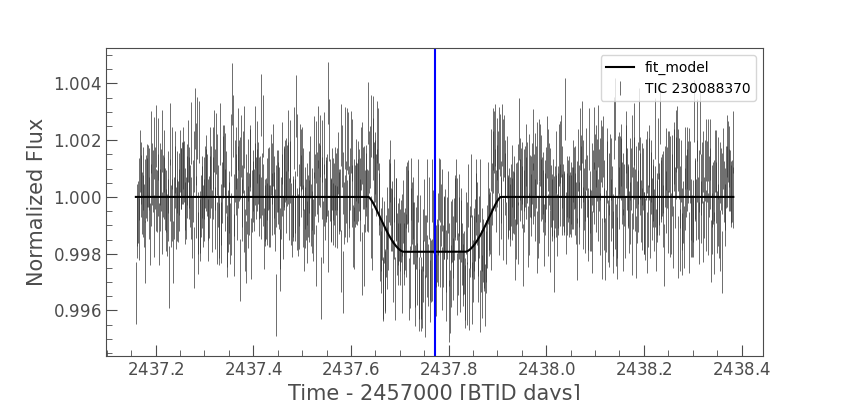 fit_model
TIC 230088370
1.004
1.002
1.000
0.998
0.996
Normalized Flux
2437.2 2437.4 2437.6 2437.8 2438.0 2438.2 2438.4
Time - 2457000 [BTJD days]